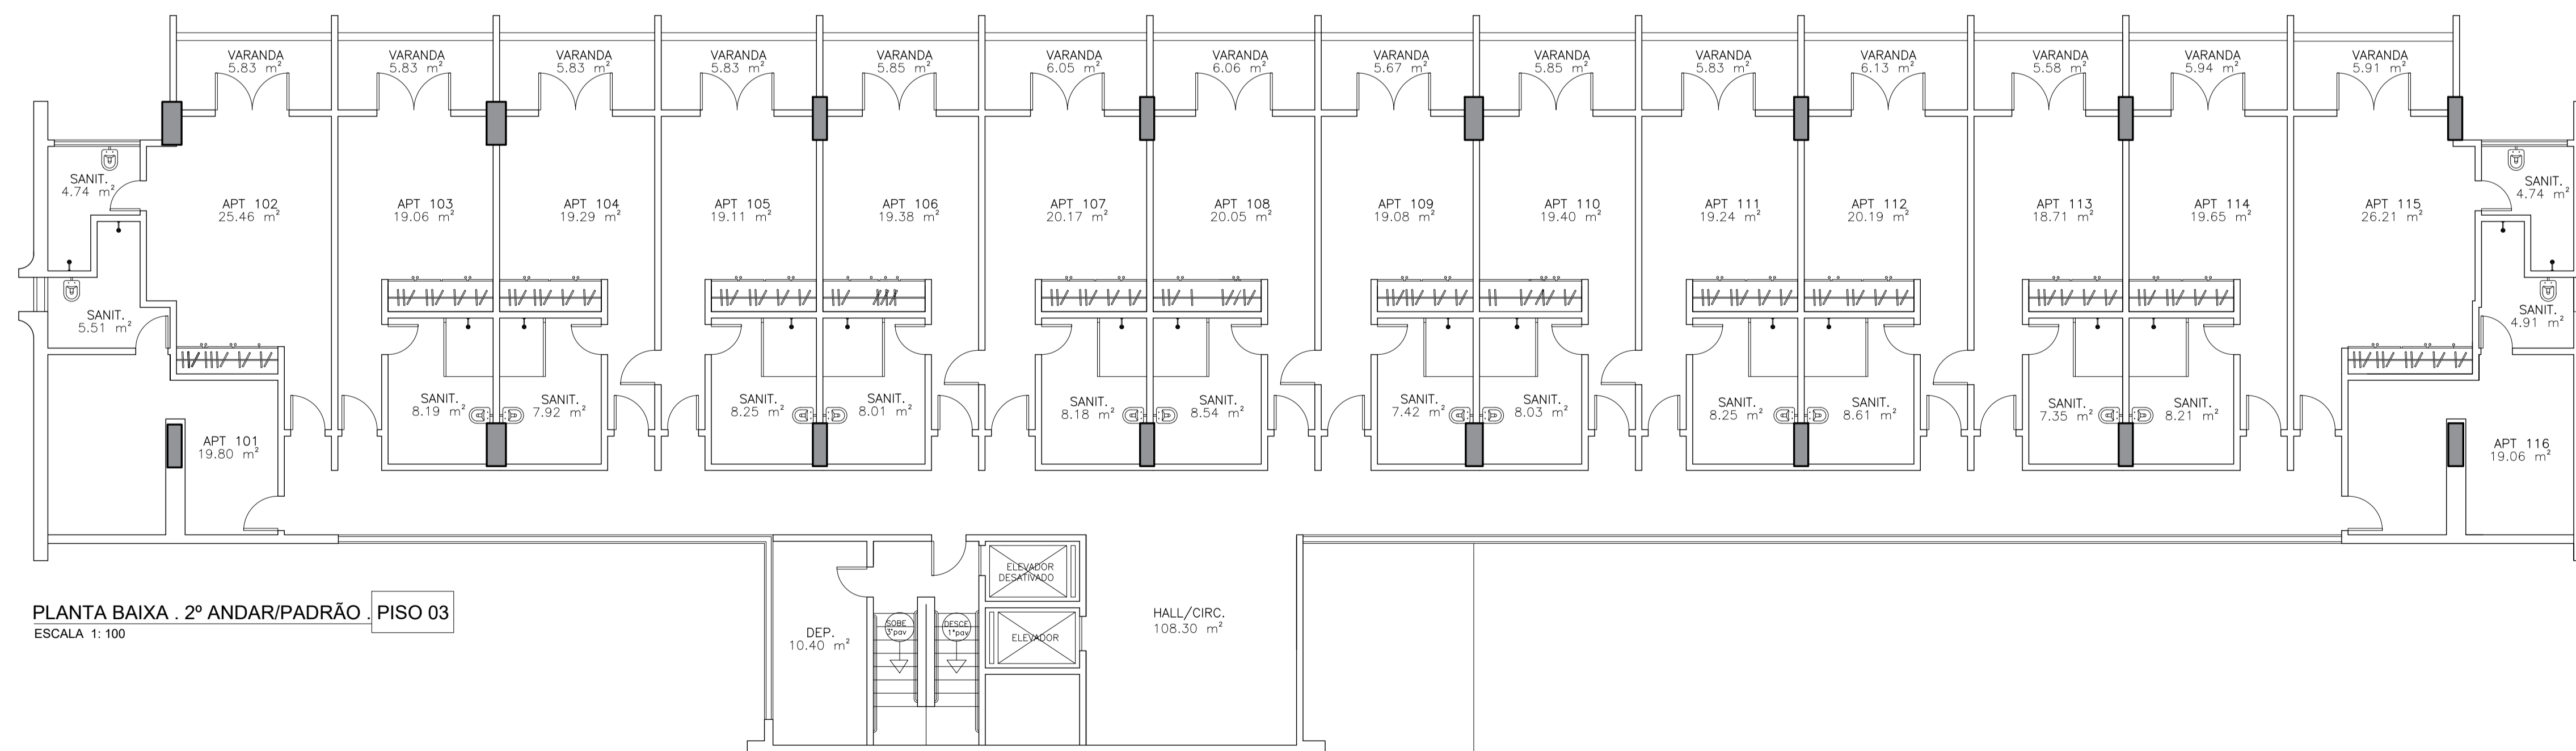 VARANDA
5.83 m²
VARANDA
5.83 m²
VARANDA
5.83 m²
VARANDA
5.83 m²
VARANDA
5.85 m²
VARANDA
6.05 m²
VARANDA
6.06 m²
VARANDA
5.67 m²
VARANDA
5.85 m²
VARANDA
5.83 m²
VARANDA
6.13 m²
VARANDA
5.58 m²
VARANDA
5.94 m²
VARANDA
5.91 m²
SANIT.
4.74 m²
APT 102
25.46 m²
APT 103
19.06 m²
APT 104
19.29 m²
APT 105
19.11 m²
APT 106
19.38 m²
APT 107
20.17 m²
APT 108
20.05 m²
APT 109
19.08 m²
APT 110
19.40 m²
APT 111
19.24 m²
APT 112
20.19 m²
APT 113
18.71 m²
APT 114
19.65 m²
APT 115
26.21 m²
SANIT.
4.74 m²
SANIT.
5.51 m²
SANIT.
4.91 m²
SANIT.
8.19 m²
SANIT.
7.92 m²
SANIT.
8.25 m²
SANIT.
8.01 m²
SANIT.
8.18 m²
SANIT.
8.54 m²
SANIT.
7.42 m²
SANIT.
8.03 m²
SANIT.
8.25 m²
SANIT.
8.61 m²
SANIT.
7.35 m²
SANIT.
8.21 m²
APT 101
19.80 m²
APT 116
19.06 m²
ELEVADOR
DESATIVADO
PLANTA BAIXA . 2º ANDAR/PADRÃO . PISO 03
ESCALA 1: 100
DEP.
10.40 m²
SOBE
3°pav
DESCE
1°pav
ELEVADOR
HALL/CIRC.
108.30 m²